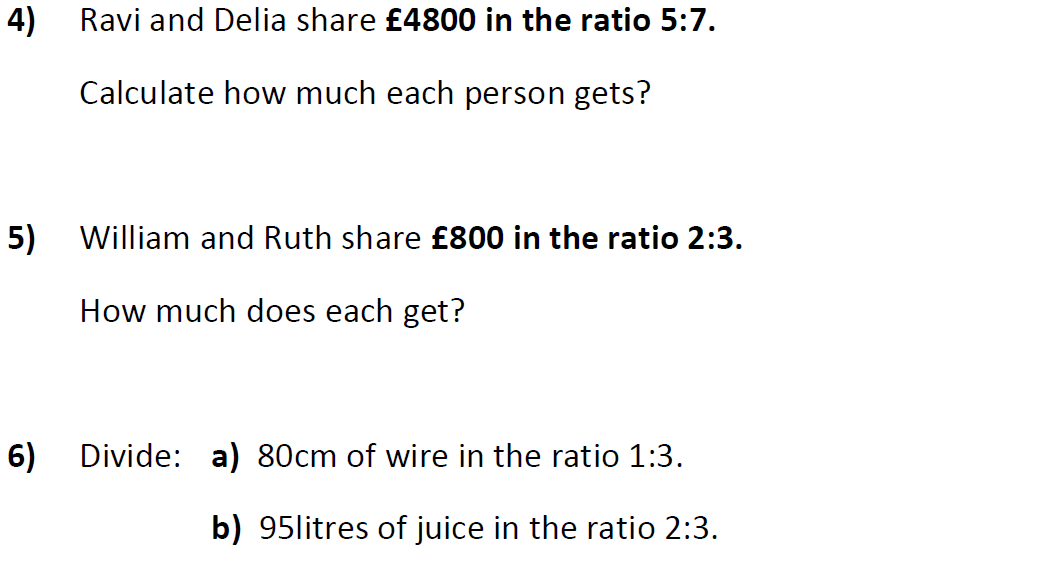 4) Ravi and Delia share £4800 in the ratio 5:7.
Calculate how much each person gets?
5) William and Ruth share £800 in the ratio 2:3.
How much does each get?
6) Divide: a) 80cm of wire in the ratio 1:3.
b) 95litres of juice in the ratio 2:3.